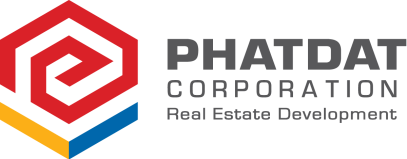 PHATDAT
CORPORATION
Real Estate Development